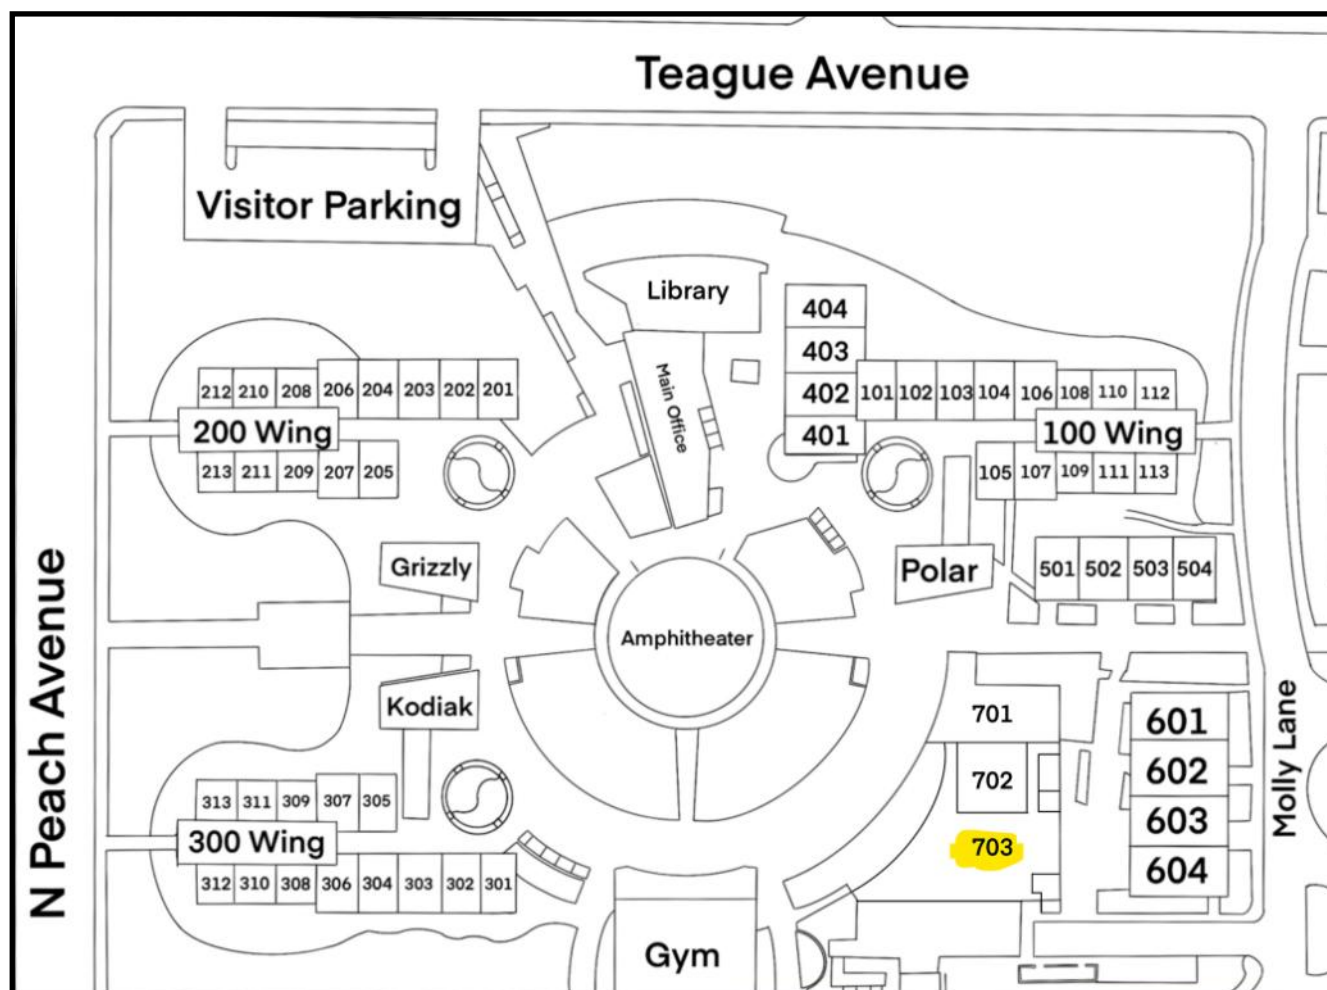 Teague Avenue
Visitor Parking
Library
404
403
402
401
Main Office
212 210 208 206 204 203 202 201
200 Wing
213 211 209 207 205
101 102 103 104 106 108 110 112
100 Wing
105 107 109 111 113
Grizzly
Polar
501 502 503 504
Amphitheater
N Peach Avenue
Kodiak
701
702
703
601
602
603
604
Molly Lane
313 311 309 307 305
300 Wing
312 310 308 306 304 303 302 301
Gym